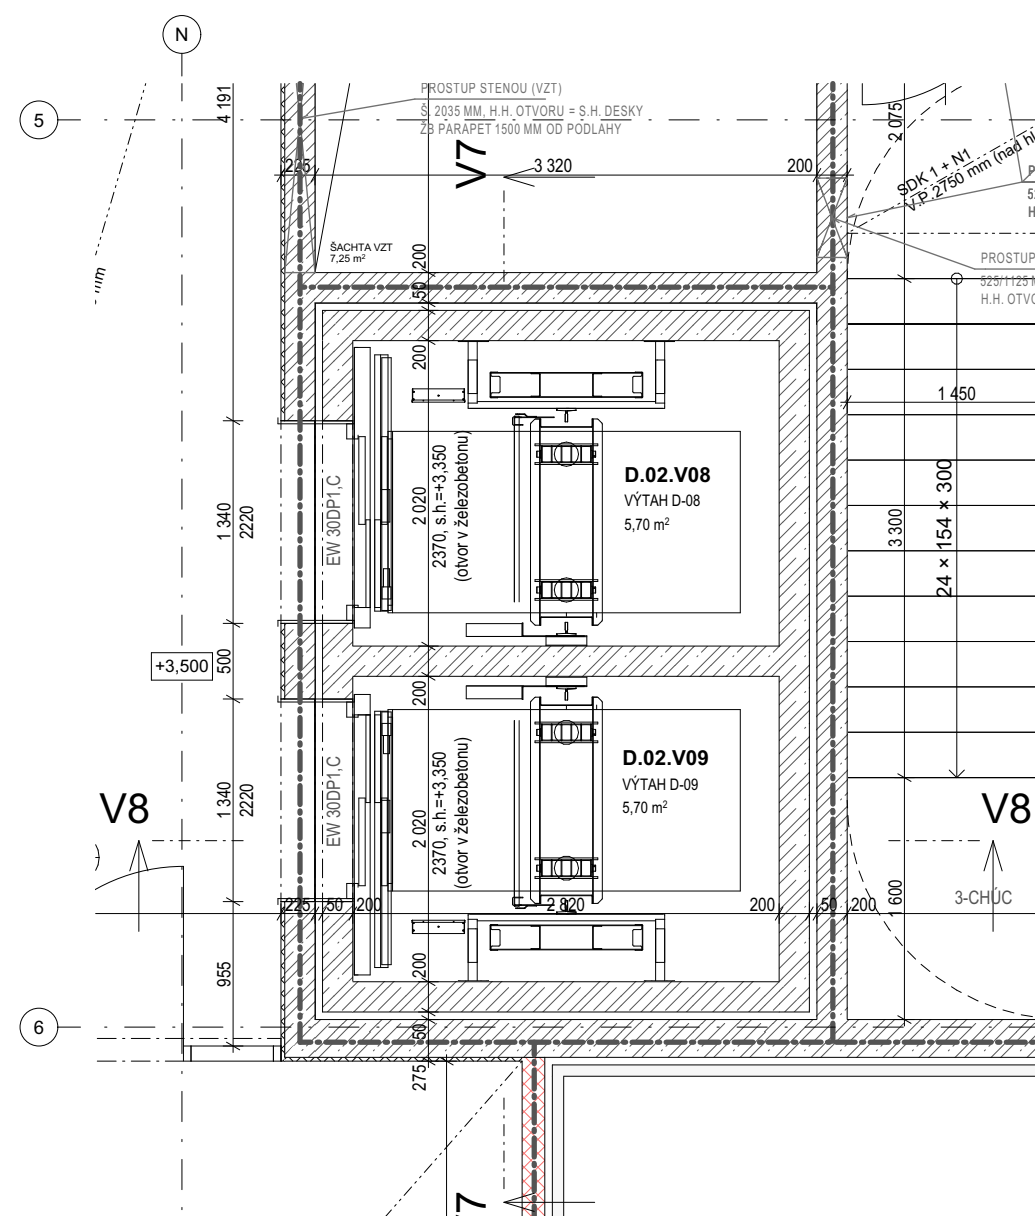 N
5
4 191
PROSTUP STENOU (VZT)
Š. 2035 MM, H.H. OTVORU = S.H. DESKY
ŽB PARAPET 1500 MM OD PODLAHY
2 075
SDK 1 + N1
V.P.2750 mm (nad
V7
225
3 320
200
mm
ŠACHTA VZT
7,25 m²
200
50
PROSTUP
525/1125
H.H. OTV
200
1 450
EW 30DP1,C
2 020
2370, s.h.=+3,350
(otvor v železobetonu)
D.02.V08
VÝTAH D-08
5,70 m²
1 340
2220
3 300
24 × 154 × 300
+3,500
500
200
EW 30DP1,C
2 020
2370, s.h.=+3,350
(otvor v železobetonu)
D.02.V09
VÝTAH D-09
5,70 m²
1 340
2220
V8
V8
225
50
200
2 820
200
50
200
1 600
3-CHÚC
955
200
6
50
275
V7